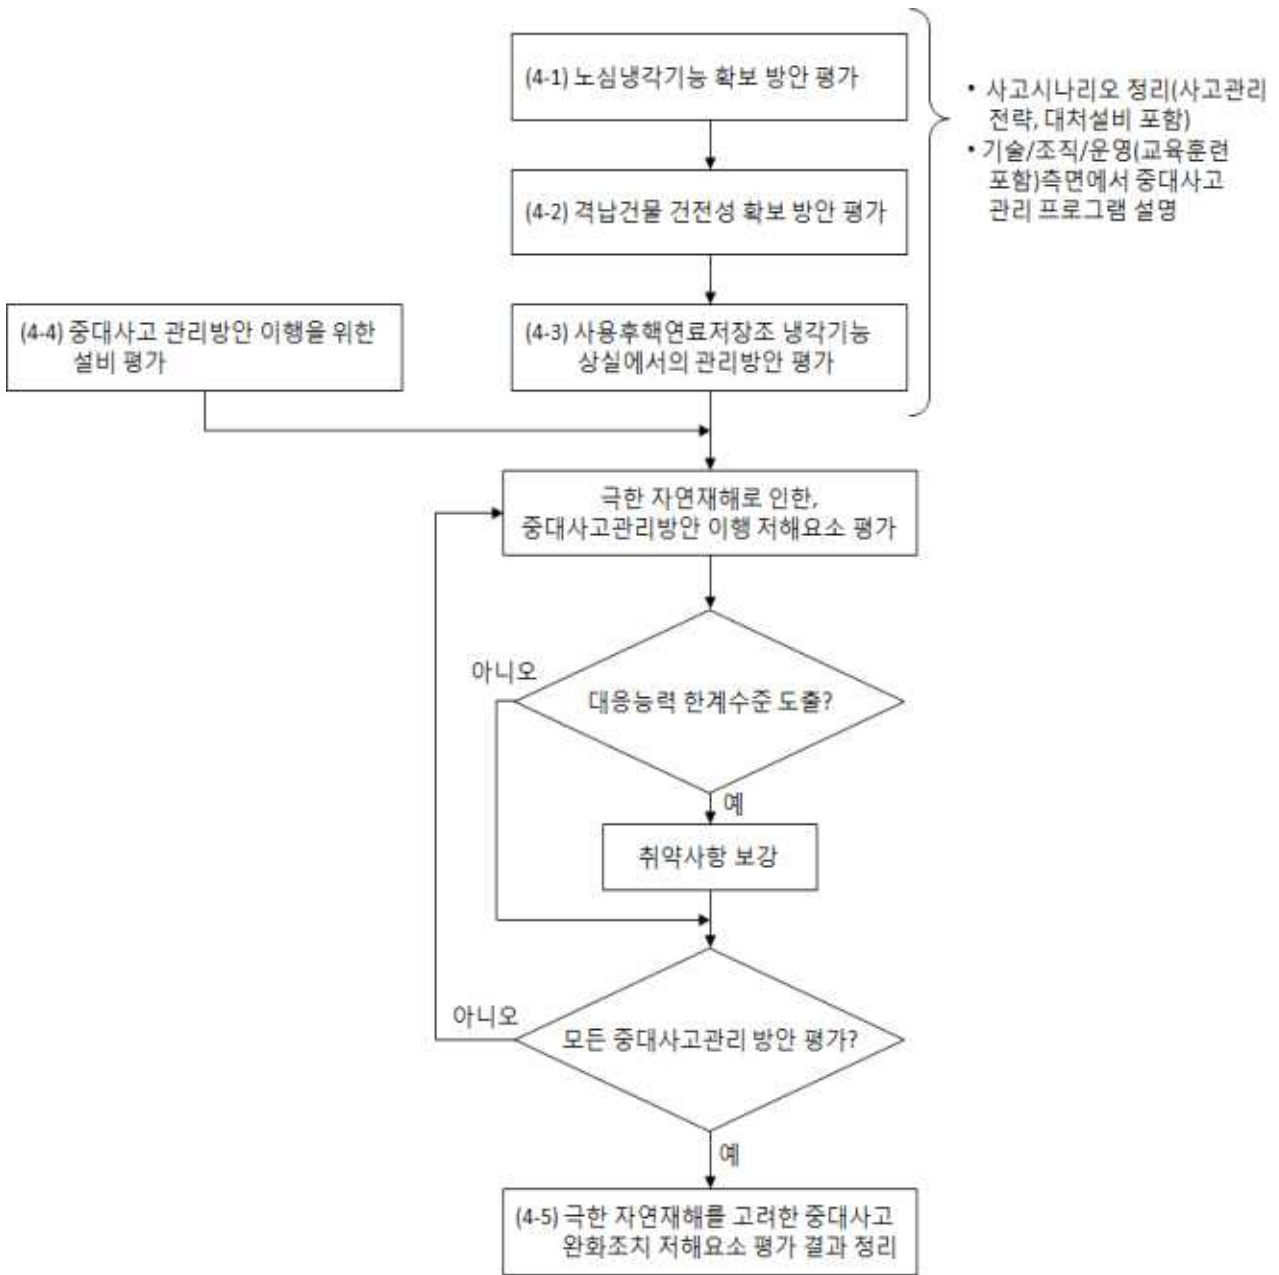 (4-1) 노심냉각기능 확보 방안 평가
• 사고시나리오 정리(사고관리
전략, 대처설비 포함)
• 기술/조직/운영(교육훈련
포함)측면에서 중대사고
관리 프로그램 설명
(4-2) 격납건물 건전성 확보 방안 평가
(4-4) 중대사고 관리방안 이행을 위한
설비 평가
(4-3) 사용후핵연료저장조 냉각기능
상실에서의 관리방안 평가
극한 자연재해로 인한,
중대사고관리방안 이행 저해요소 평가
아니오
대응능력 한계수준 도출?
예
취약사항 보강
아니오
모든 중대사고관리 방안 평가?
예
(4-5) 극한 자연재해를 고려한 중대사고
완화조치 저해요소 평가 결과 정리